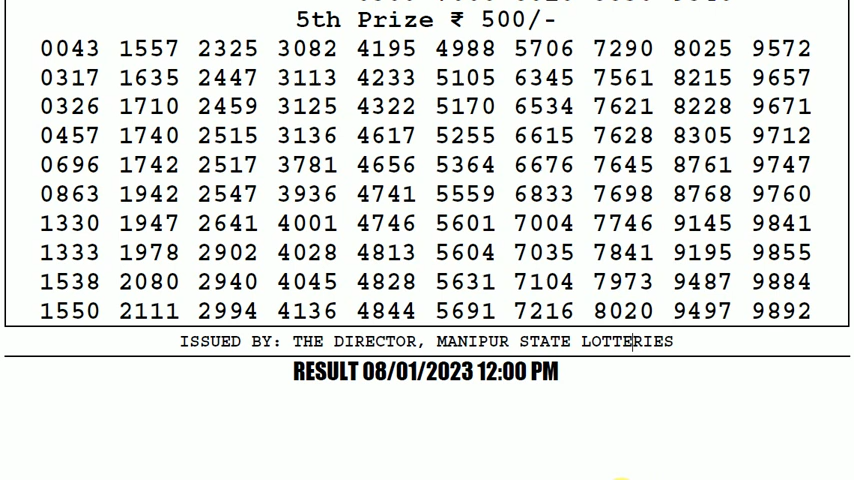 5th Prize ₹ 500/-
0043 1557 2325 3082 4195 4988 5706 7290 8025 9572
0317 1635 2447 3113 4233 5105 6345 7561 8215 9657
0326 1710 2459 3125 4322 5170 6534 7621 8228 9671
0457 1740 2515 3136 4617 5255 6615 7628 8305 9712
0696 1742 2517 3781 4656 5364 6676 7645 8761 9747
0863 1942 2547 3936 4741 5559 6833 7698 8768 9760
1330 1947 2641 4001 4746 5601 7004 7746 9145 9841
1333 1978 2902 4028 4813 5604 7035 7841 9195 9855
1538 2080 2940 4045 4828 5631 7104 7973 9487 9884
1550 2111 2994 4136 4844 5691 7216 8020 9497 9892
ISSUED BY: THE DIRECTOR, MANIPUR STATE LOTTERIES
RESULT 08/01/2023 12:00 PM